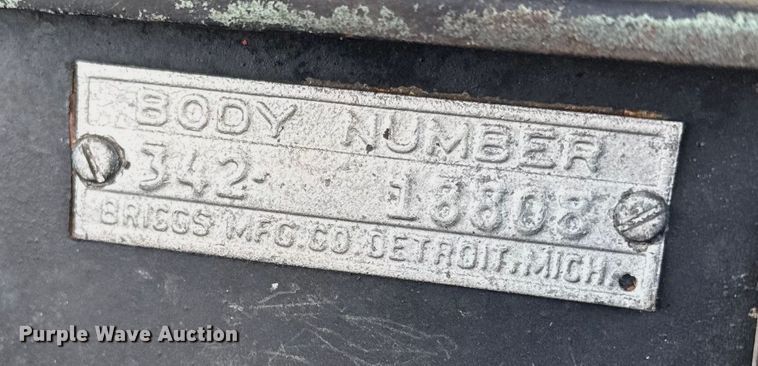 BODY NUMBER
342- 18808
BRIGGS MFG.CO.DETROIT,MICH.
Purple Wave Auction